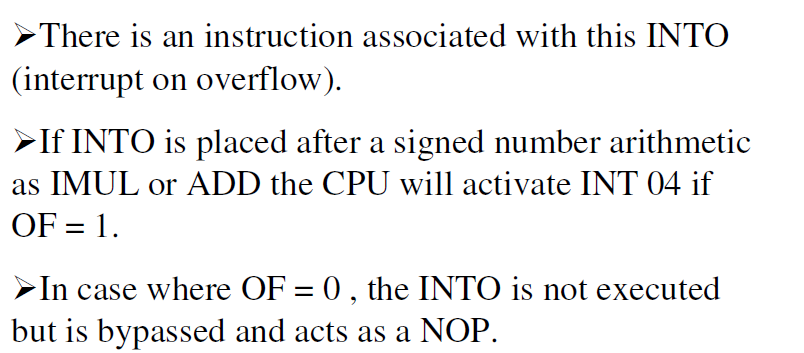 ➢There is an instruction associated with this INTO
(interrupt on overflow).
➢If INTO is placed after a signed number arithmetic
as IMUL or ADD the CPU will activate INT 04 if
OF = 1.
➢In case where OF = 0 , the INTO is not executed
but is bypassed and acts as a NOP.